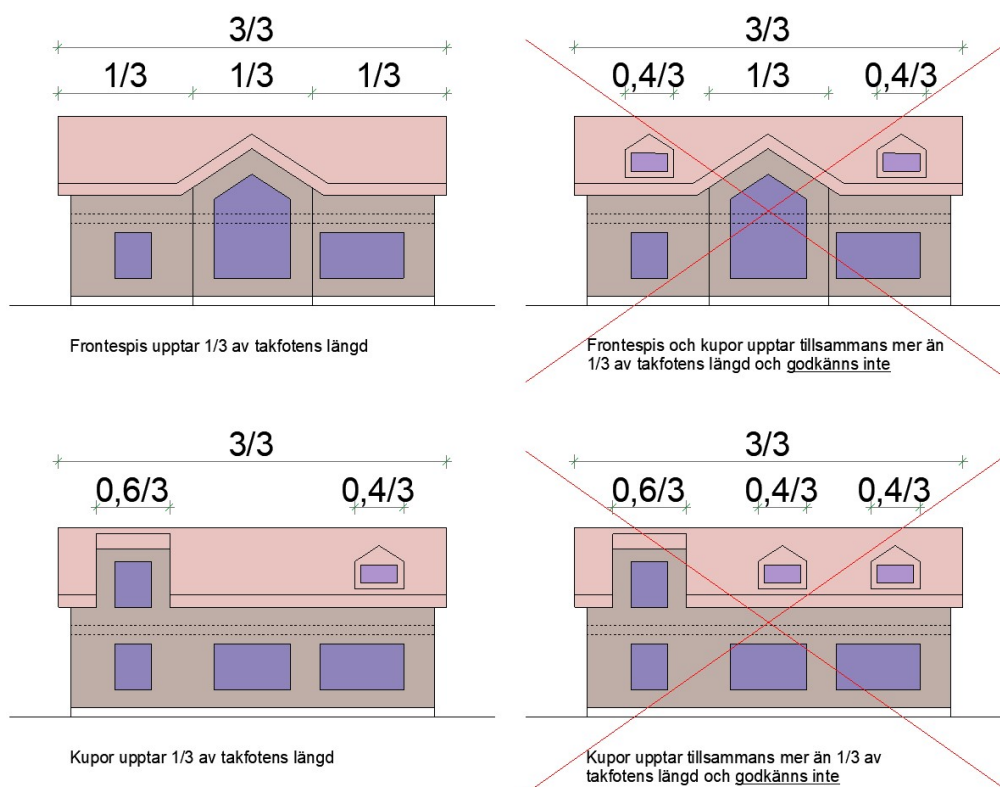 3/3
1/3 1/3 1/3
Frontespis upptar 1/3 av takfotens längd
3/3
0,4/3 1/3 0,4/3
Frontespis och kupor upptar tillsammans mer än
1/3 av takfotens längd och godkänns inte
3/3
0,6/3 0,4/3
Kupor upptar 1/3 av takfotens längd
3/3
0,6/3 0,4/3 0,4/3
Kupor upptar tillsammans mer än 1/3 av
takfotens längd och godkänns inte